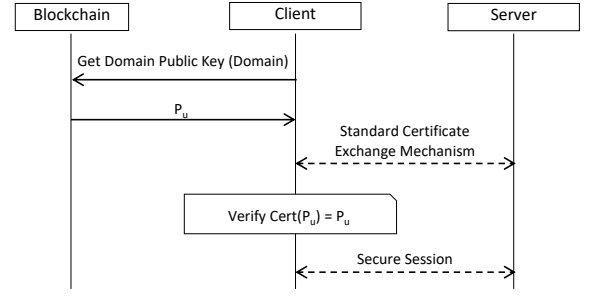 Blockchain
Client
Server
Get Domain Public Key (Domain)
Pu
Standard Certificate
Exchange Mechanism
Verify Cert(Pu) = Pu
Secure Session